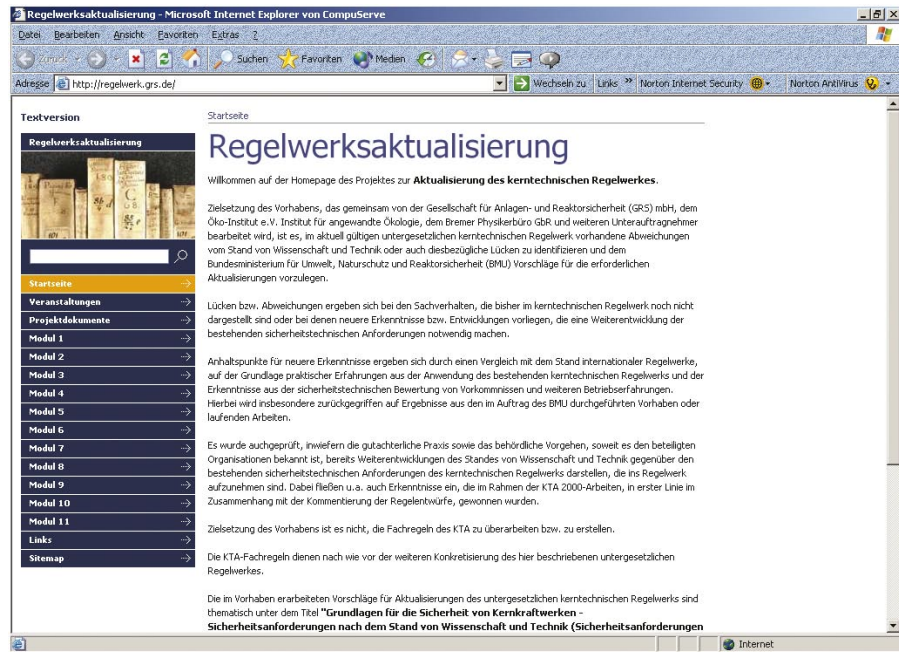 Regelwerksaktualisierung - Microsoft Internet Explorer von CompuServe
Datei Bearbeiten Ansicht Favoriten Extras ?
Zurück Suchen Favoriten Medien
Adresse http://regelwerk.grs.de/ Wechseln zu Links » Norton Internet Security Norton AntiVirus
Textversion
Regelwerksaktualisierung
Startseite
Veranstaltungen
Projektdokumente
Modul 1
Modul 2
Modul 3
Modul 4
Modul 5
Modul 6
Modul 7
Modul 8
Modul 9
Modul 10
Modul 11
Links
Sitemap
Startseite
Regelwerksaktualisierung
Willkommen auf der Homepage des Projektes zur Aktualisierung des kerntechnischen Regelwerkes.
Zielsetzung des Vorhabens, das gemeinsam von der Gesellschaft für Anlagen- und Reaktorsicherheit (GRS) mbH, dem
Öko-Institut e.V. Institut für angewandte Ökologie, dem Bremer Physikerbüro GbR und weiteren Unterauftragnehmer
bearbeitet wird, ist es, im aktuell gültigen untergesetzlichen kerntechnischen Regelwerk vorhandene Abweichungen
vom Stand von Wissenschaft und Technik oder auch diesbezügliche Lücken zu identifizieren und dem
Bundesministerium für Umwelt, Naturschutz und Reaktorsicherheit (BMU) Vorschläge für die erforderlichen
Aktualisierungen vorzulegen.
Lücken bzw. Abweichungen ergeben sich bei den Sachverhalten, die bisher im kerntechnischen Regelwerk noch nicht
dargestellt sind oder bei denen neuere Erkenntnisse bzw. Entwicklungen vorliegen, die eine Weiterentwicklung der
bestehenden sicherheitstechnischen Anforderungen notwendig machen.
Anhaltspunkte für neuere Erkenntnisse ergeben sich durch einen Vergleich mit dem Stand internationaler Regelwerke,
auf der Grundlage praktischer Erfahrungen aus der Anwendung des bestehenden kerntechnischen Regelwerks und der
Erkenntnisse aus der sicherheitstechnischen Bewertung von Vorkommnissen und weiteren Betriebserfahrungen.
Hierbei wird insbesondere zurückgegriffen auf Ergebnisse aus den im Auftrag des BMU durchgeführten Vorhaben oder
laufenden Arbeiten.
Es wurde auchgeprüft, inwiefern die gutachterliche Praxis sowie das behördliche Vorgehen, soweit es den beteiligten
Organisationen bekannt ist, bereits Weiterentwicklungen des Standes von Wissenschaft und Technik gegenüber den
bestehenden sicherheitstechnischen Anforderungen des kerntechnischen Regelwerks darstellen, die ins Regelwerk
aufzunehmen sind. Dabei fließen u.a. auch Erkenntnisse ein, die im Rahmen der KTA 2000-Arbeiten, in erster Linie im
Zusammenhang mit der Kommentierung der Regelentwürfe, gewonnen wurden.
Zielsetzung des Vorhabens ist es nicht, die Fachregeln des KTA zu überarbeiten bzw. zu erstellen.
Die KTA-Fachregeln dienen nach wie vor der weiteren Konkretisierung des hier beschriebenen untergesetzlichen
Regelwerkes.
Die im Vorhaben erarbeiteten Vorschläge für Aktualisierungen des untergesetzlichen kerntechnischen Regelwerks sind
thematisch unter dem Titel "Grundlagen für die Sicherheit von Kernkraftwerken -
Sicherheitsanforderungen nach dem Stand von Wissenschaft und Technik (Sicherheitsanforderungen
Internet